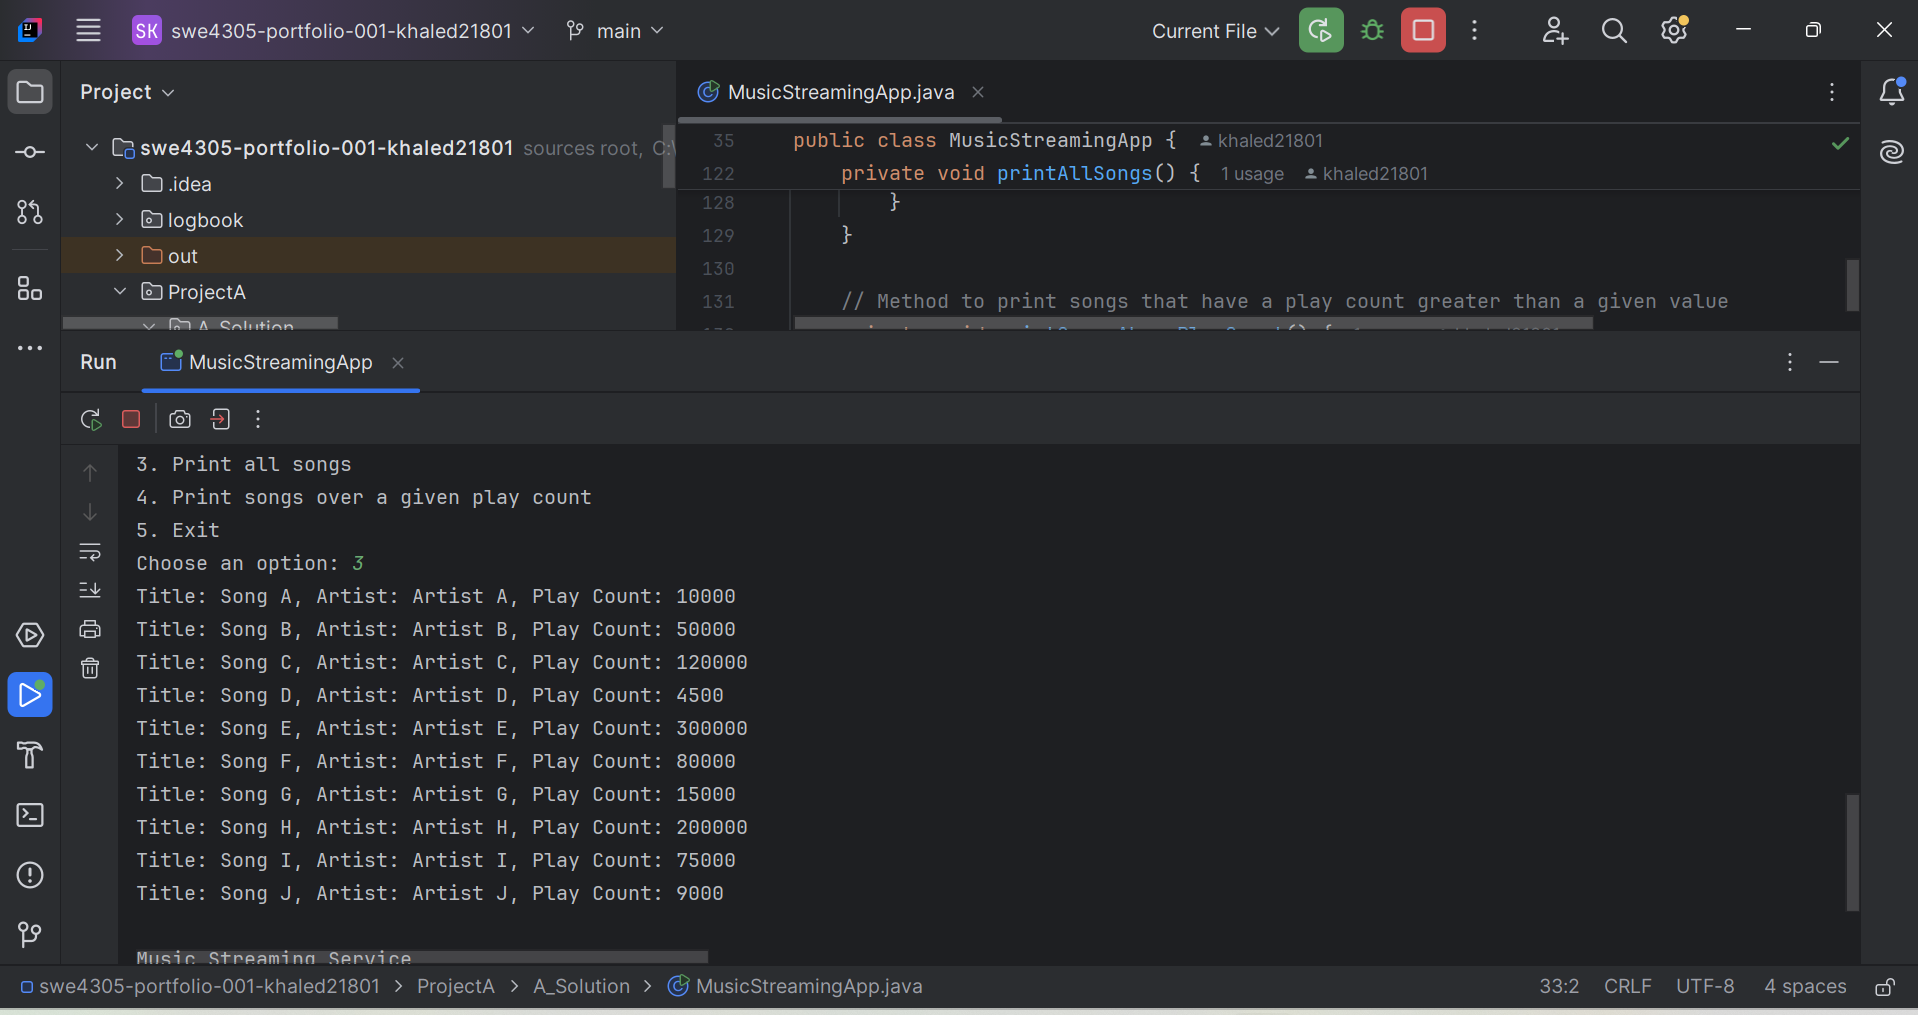 SK swe4305-portfolio-001-khaled21801 main Current File
Project
MusicStreamingApp.java
swe4305-portfolio-001-khaled21801 sources root, C:\
.idea
logbook
out
ProjectA
A_Solution
35 public class MusicStreamingApp { khaled21801
122 private void printAllSongs() { 1 usage khaled21801
128 }
129 }
130
131 // Method to print songs that have a play count greater than a given value
Run MusicStreamingApp
3. Print all songs
4. Print songs over a given play count
5. Exit
Choose an option: 3
Title: Song A, Artist: Artist A, Play Count: 10000
Title: Song B, Artist: Artist B, Play Count: 50000
Title: Song C, Artist: Artist C, Play Count: 120000
Title: Song D, Artist: Artist D, Play Count: 4500
Title: Song E, Artist: Artist E, Play Count: 300000
Title: Song F, Artist: Artist F, Play Count: 80000
Title: Song G, Artist: Artist G, Play Count: 15000
Title: Song H, Artist: Artist H, Play Count: 200000
Title: Song I, Artist: Artist I, Play Count: 75000
Title: Song J, Artist: Artist J, Play Count: 9000
Music Streaming Service
swe4305-portfolio-001-khaled21801 > ProjectA > A_Solution > MusicStreamingApp.java 33:2 CRLF UTF-8 4 spaces